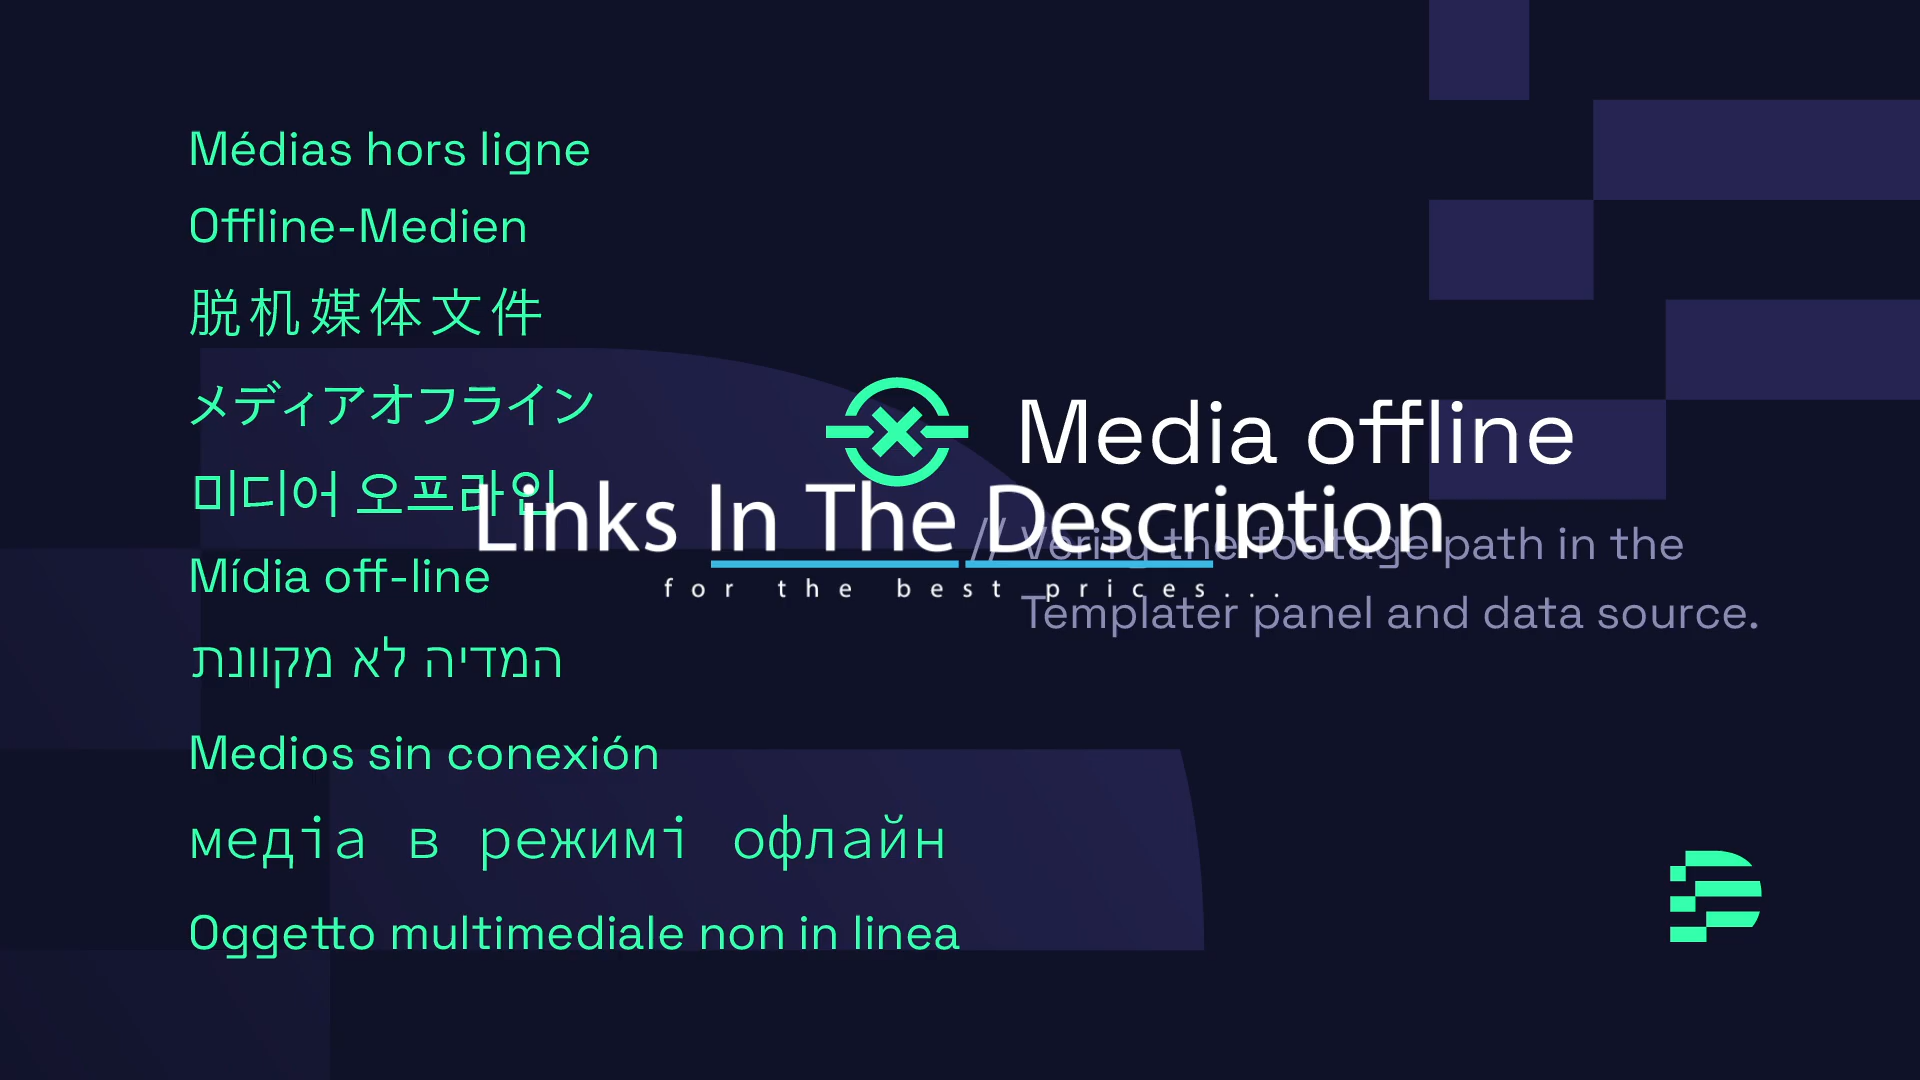 Médias hors ligne
Offline-Medien
脱机媒体文件
メディアオフライン
미디어 오프라인
Mídia off-line
המדיה לא מקוונת
Medios sin conexión
медіа в режимі офлайн
Oggetto multimediale non in linea
Media offline
// Verify the footage path in the
Templater panel and data source.
Links In The Description
for the best prices...